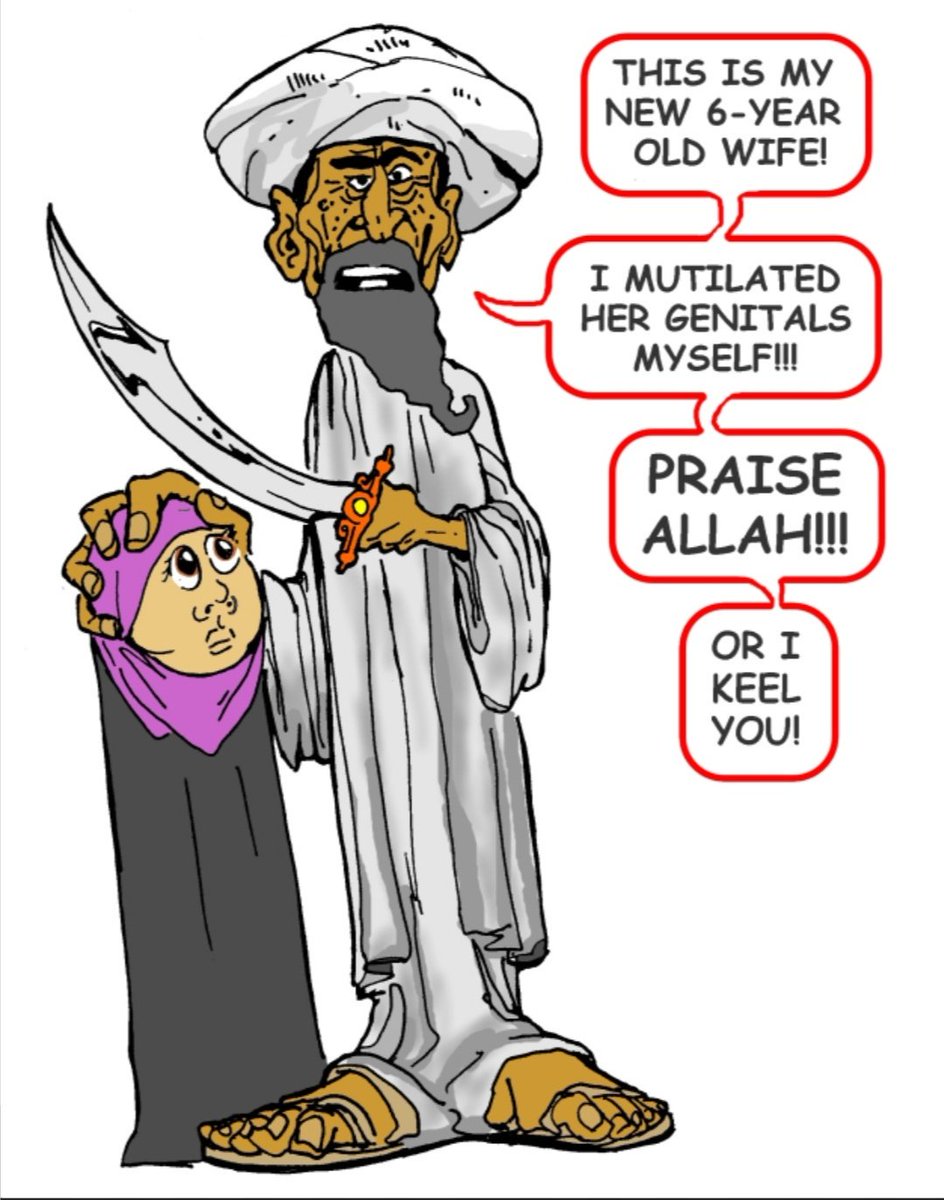 THIS IS MY
NEW 6-YEAR
OLD WIFE!
I MUTILATED
HER GENITALS
MYSELF!!!
PRAISE
ALLAH!!!
OR I
KEEL
YOU!